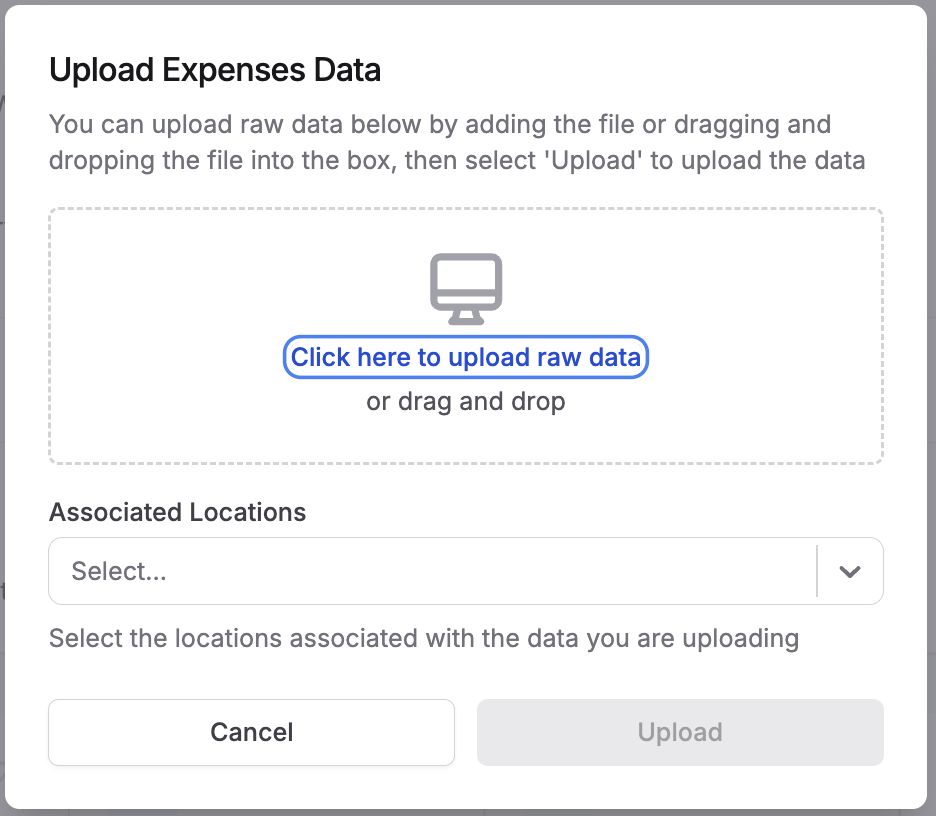 Upload Expenses Data
You can upload raw data below by adding the file or dragging and
dropping the file into the box, then select 'Upload' to upload the data
Click here to upload raw data
or drag and drop
Associated Locations
Select...
Select the locations associated with the data you are uploading
Cancel
Upload